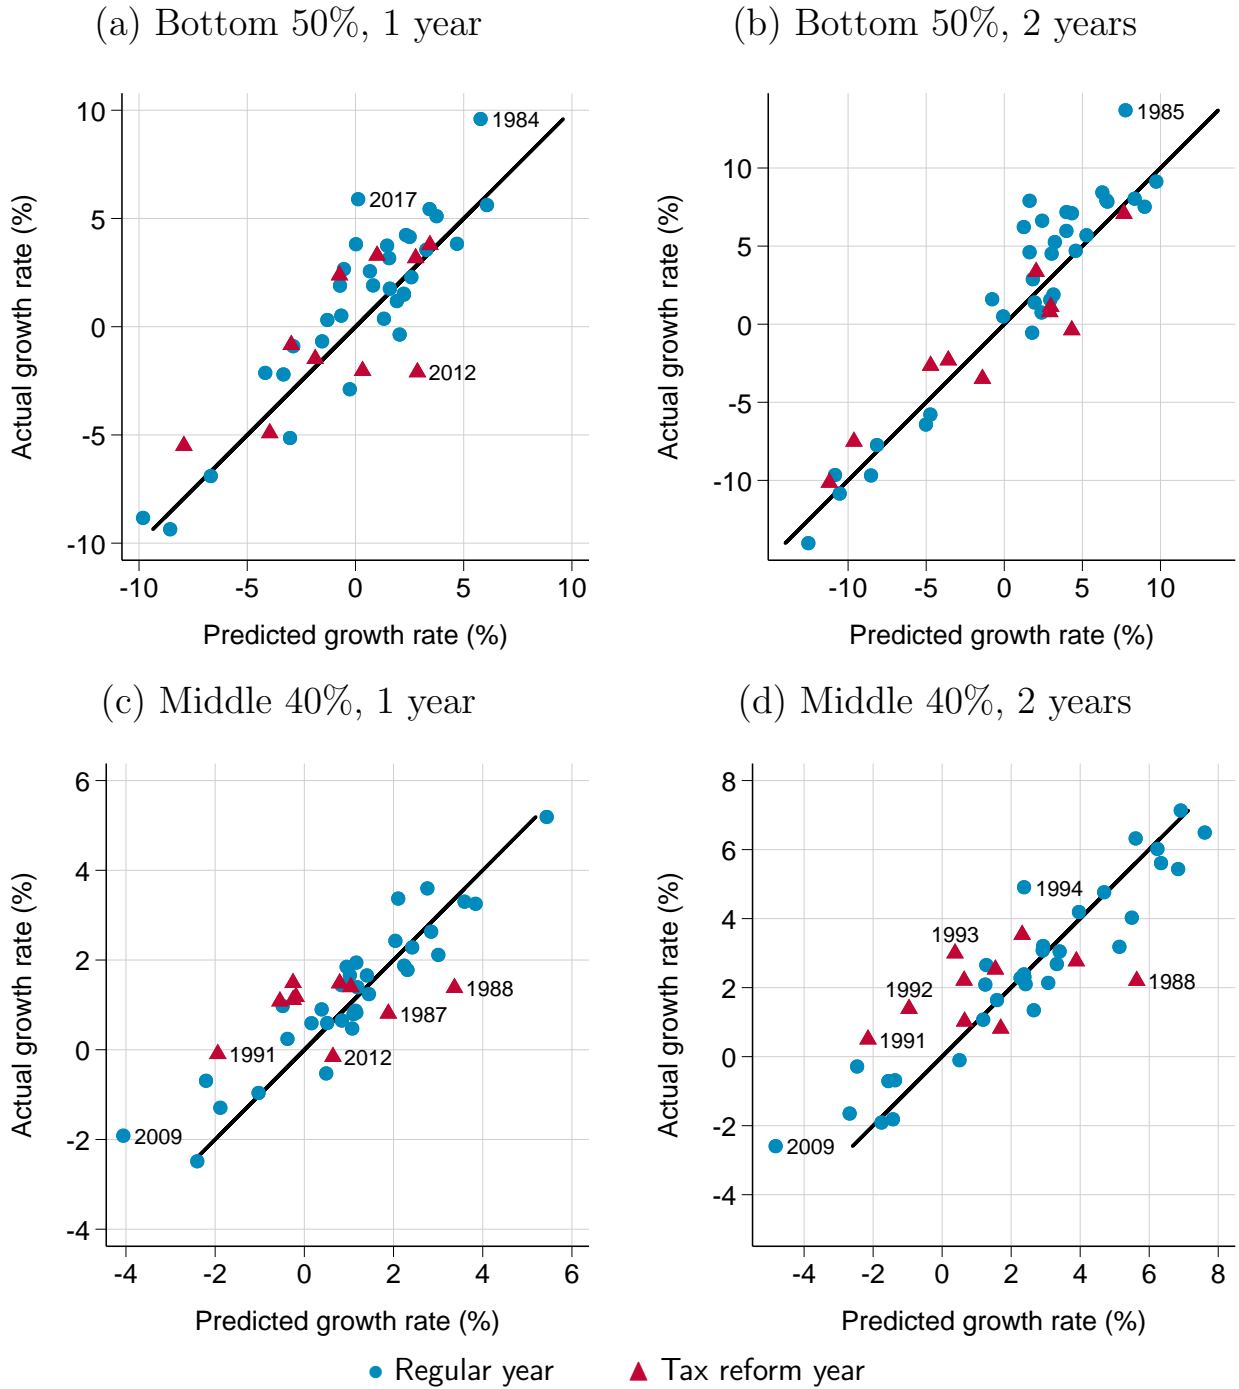 (a) Bottom 50%, 1 year
10
5
0
-5
-10
Actual growth rate (%)
1984
2017
2012
-10 -5 0 5 10
Predicted growth rate (%)
(b) Bottom 50%, 2 years
10
5
0
-5
-10
Actual growth rate (%)
1985
-10 -5 0 5 10
Predicted growth rate (%)
(c) Middle 40%, 1 year
6
4
2
0
-2
-4
Actual growth rate (%)
1988
1987
1991
2012
2009
-4 -2 0 2 4 6
Predicted growth rate (%)
(d) Middle 40%, 2 years
8
6
4
2
0
-2
-4
Actual growth rate (%)
1994
1993
1992
1988
1991
2009
-4 -2 0 2 4 6 8
Predicted growth rate (%)
Regular year
Tax reform year